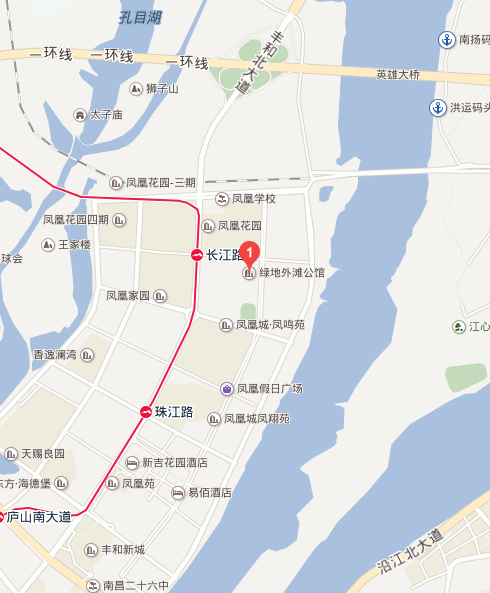 孔目湖
丰和北大道
南扬码
一环线
一环线
一环线
英雄大桥
狮子山
洪运码头
太子庙
凤凰花园-三期
凤凰学校
凤凰花园四期
凤凰花园
王家楼
球会
长江路
1
绿地外滩公馆
凤凰家园
凤凰城·凤鸣苑
江心
香逸澜湾
凤凰假日广场
珠江路
凤凰城凤翔苑
天赐良园
新吉花园酒店
东方·海德堡
凤凰苑
易佰酒店
庐山南大道
丰和新城
沿江北大道
南昌二十六中